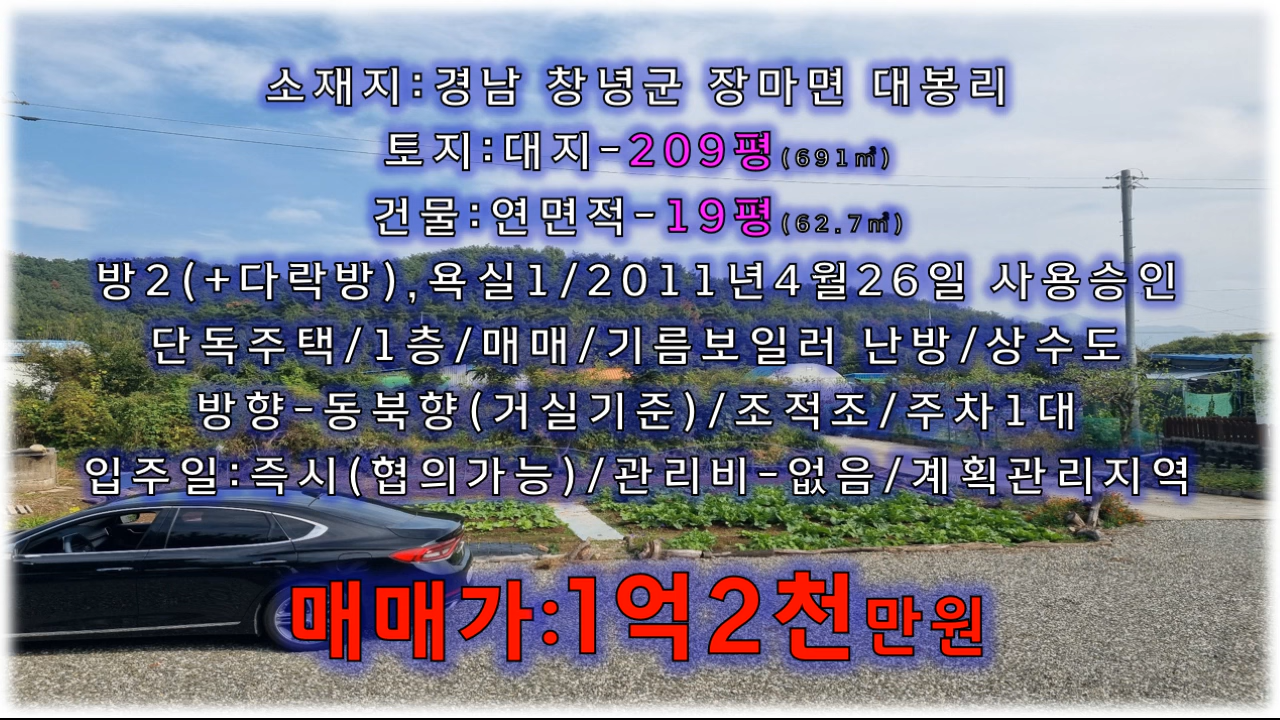 소재지:경남 창녕군 장마면 대봉리
토지:대지-209평(691㎡)
건물:연면적-19평(62.7㎡)
방2(+다락방),욕실1/2011년4월26일 사용승인
단독주택/1층/매매/기름보일러 난방/상수도
방향-동북향(거실기준)/조적조/주차1대
입주일:즉시(협의가능)/관리비-없음/계획관리지역
매매가:1억2천만원